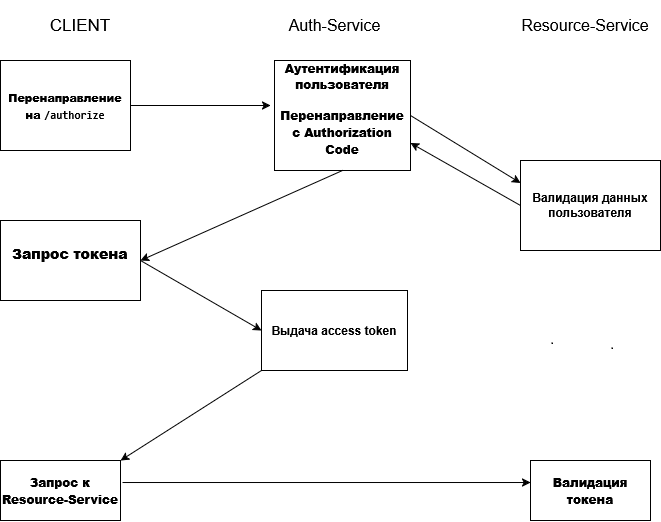 CLIENT
Auth-Service
Resource-Service
Перенаправление
на /authorize
Аутентификация
пользователя
Перенаправление
с Authorization
Code
Валидация данных
пользователя
Запрос токена
Выдача access token
Запрос к
Resource-Service
Валидация
токена